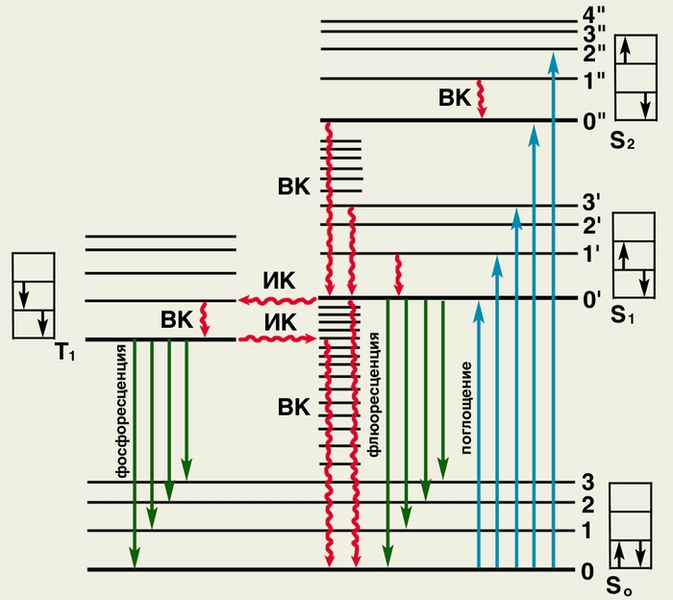 4"
3"
2"
1"
ВК
0"
S2
ВК
3'
2'
1'
ИК
0'
S1
ВК
ИК
T1
фосфоресценция
флюоресценция
поглощение
ВК
3
2
1
0
So